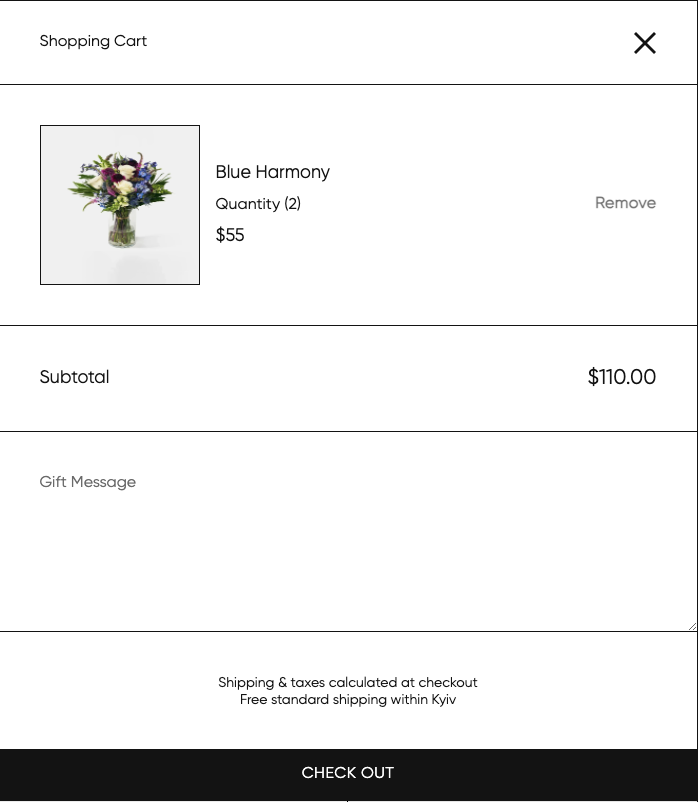 Shopping Cart
Blue Harmony
Quantity (2)
Remove
$55
Subtotal
$110.00
Gift Message
Shipping & taxes calculated at checkout
Free standard shipping within Kyiv
CHECK OUT